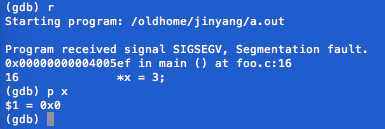 (gdb) r
Starting program: /oldhome/jinyang/a.out

Program received signal SIGSEGV, Segmentation fault.
0x00000000004005ef in main () at foo.c:16
16              *x = 3;
(gdb) p x
$1 = 0x0
(gdb)